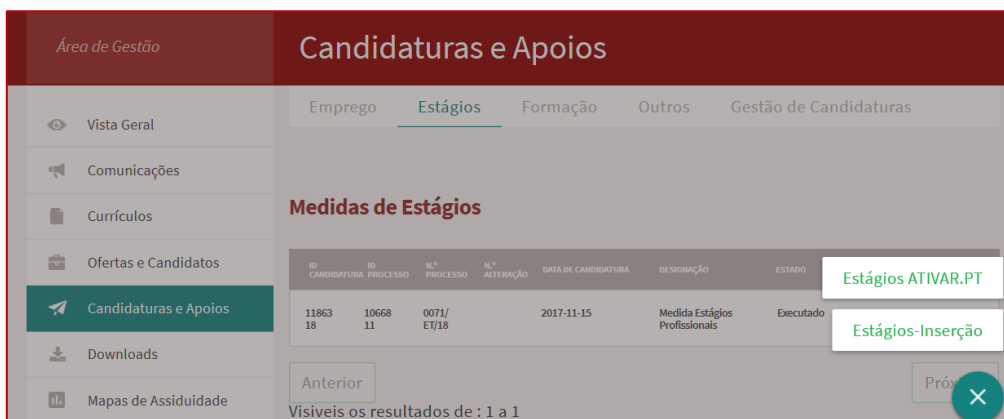 Área de Gestão
Candidaturas e Apoios
Emprego Estágios Formação Outros Gestão de Candidaturas
Vista Geral
Comunicações
Currículos
Ofertas e Candidatos
Candidaturas e Apoios
Downloads
Mapas de Assiduidade
Medidas de Estágios
ID CANDIDATURA ID PROCESSO N.º PROCESSO N.º ALTERAÇÃO DATA DE CANDIDATURA DESIGNAÇÃO ESTADO
Estágios ATIVAR.PT
11863 10668 0071/ 2017-11-15 Medida Estágios Executado
18 11 ET/18 Profissionais
Estágios-Inserção
Anterior
Visiveis os resultados de : 1 a 1